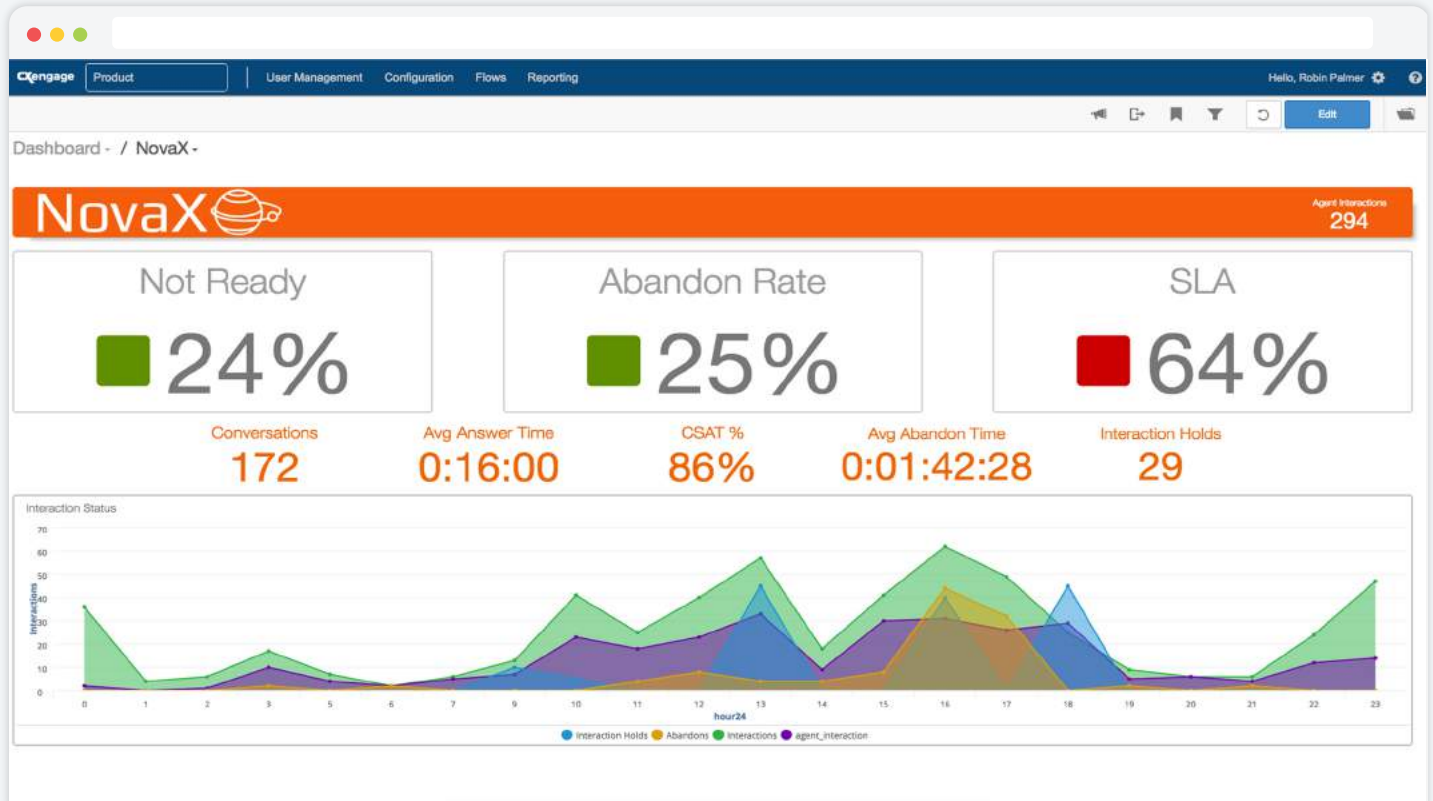 CXengage Product User Management Configuration Flows Reporting Hello, Robin Palmer ?
Edit
Dashboard - / NovaX -
NovaX
Agent Interactions
294
Not Ready
24%
Abandon Rate
25%
SLA
64%
Conversations
172
Avg Answer Time
0:16:00
CSAT %
86%
Avg Abandon Time
0:01:42:28
Interaction Holds
29
Interaction Status
Interactions
70
60
50
40
30
20
10
0
0 1 2 3 5 6 7 9 10 11 12 13 14 15 16 17 18 19 20 21 22 23
hour24
Interaction Holds Abandons Interactions agent_interaction